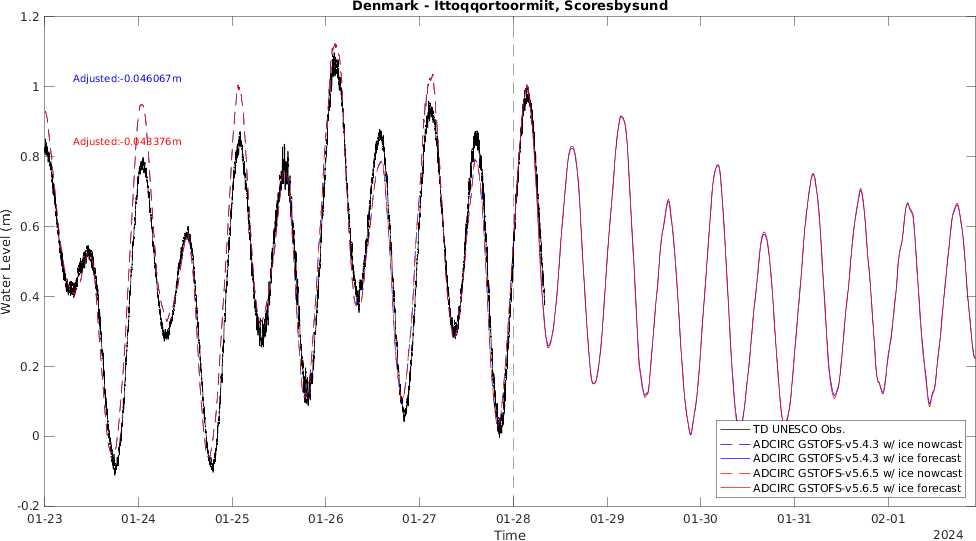 Denmark - Ittoqqortoormiit, Scoresbysund
1.2
1
0.8
0.6
0.4
0.2
0
-0.2
Water Level (m)
Adjusted:-0.046067m
Adjusted:-0.043376m
TD UNESCO Obs.
ADCIRC GSTOFS-v5.4.3 w/ ice nowcast
ADCIRC GSTOFS-v5.4.3 w/ ice forecast
ADCIRC GSTOFS-v5.6.5 w/ ice nowcast
ADCIRC GSTOFS-v5.6.5 w/ ice forecast
01-23 01-24 01-25 01-26 01-27 01-28 01-29 01-30 01-31 02-01
Time
2024